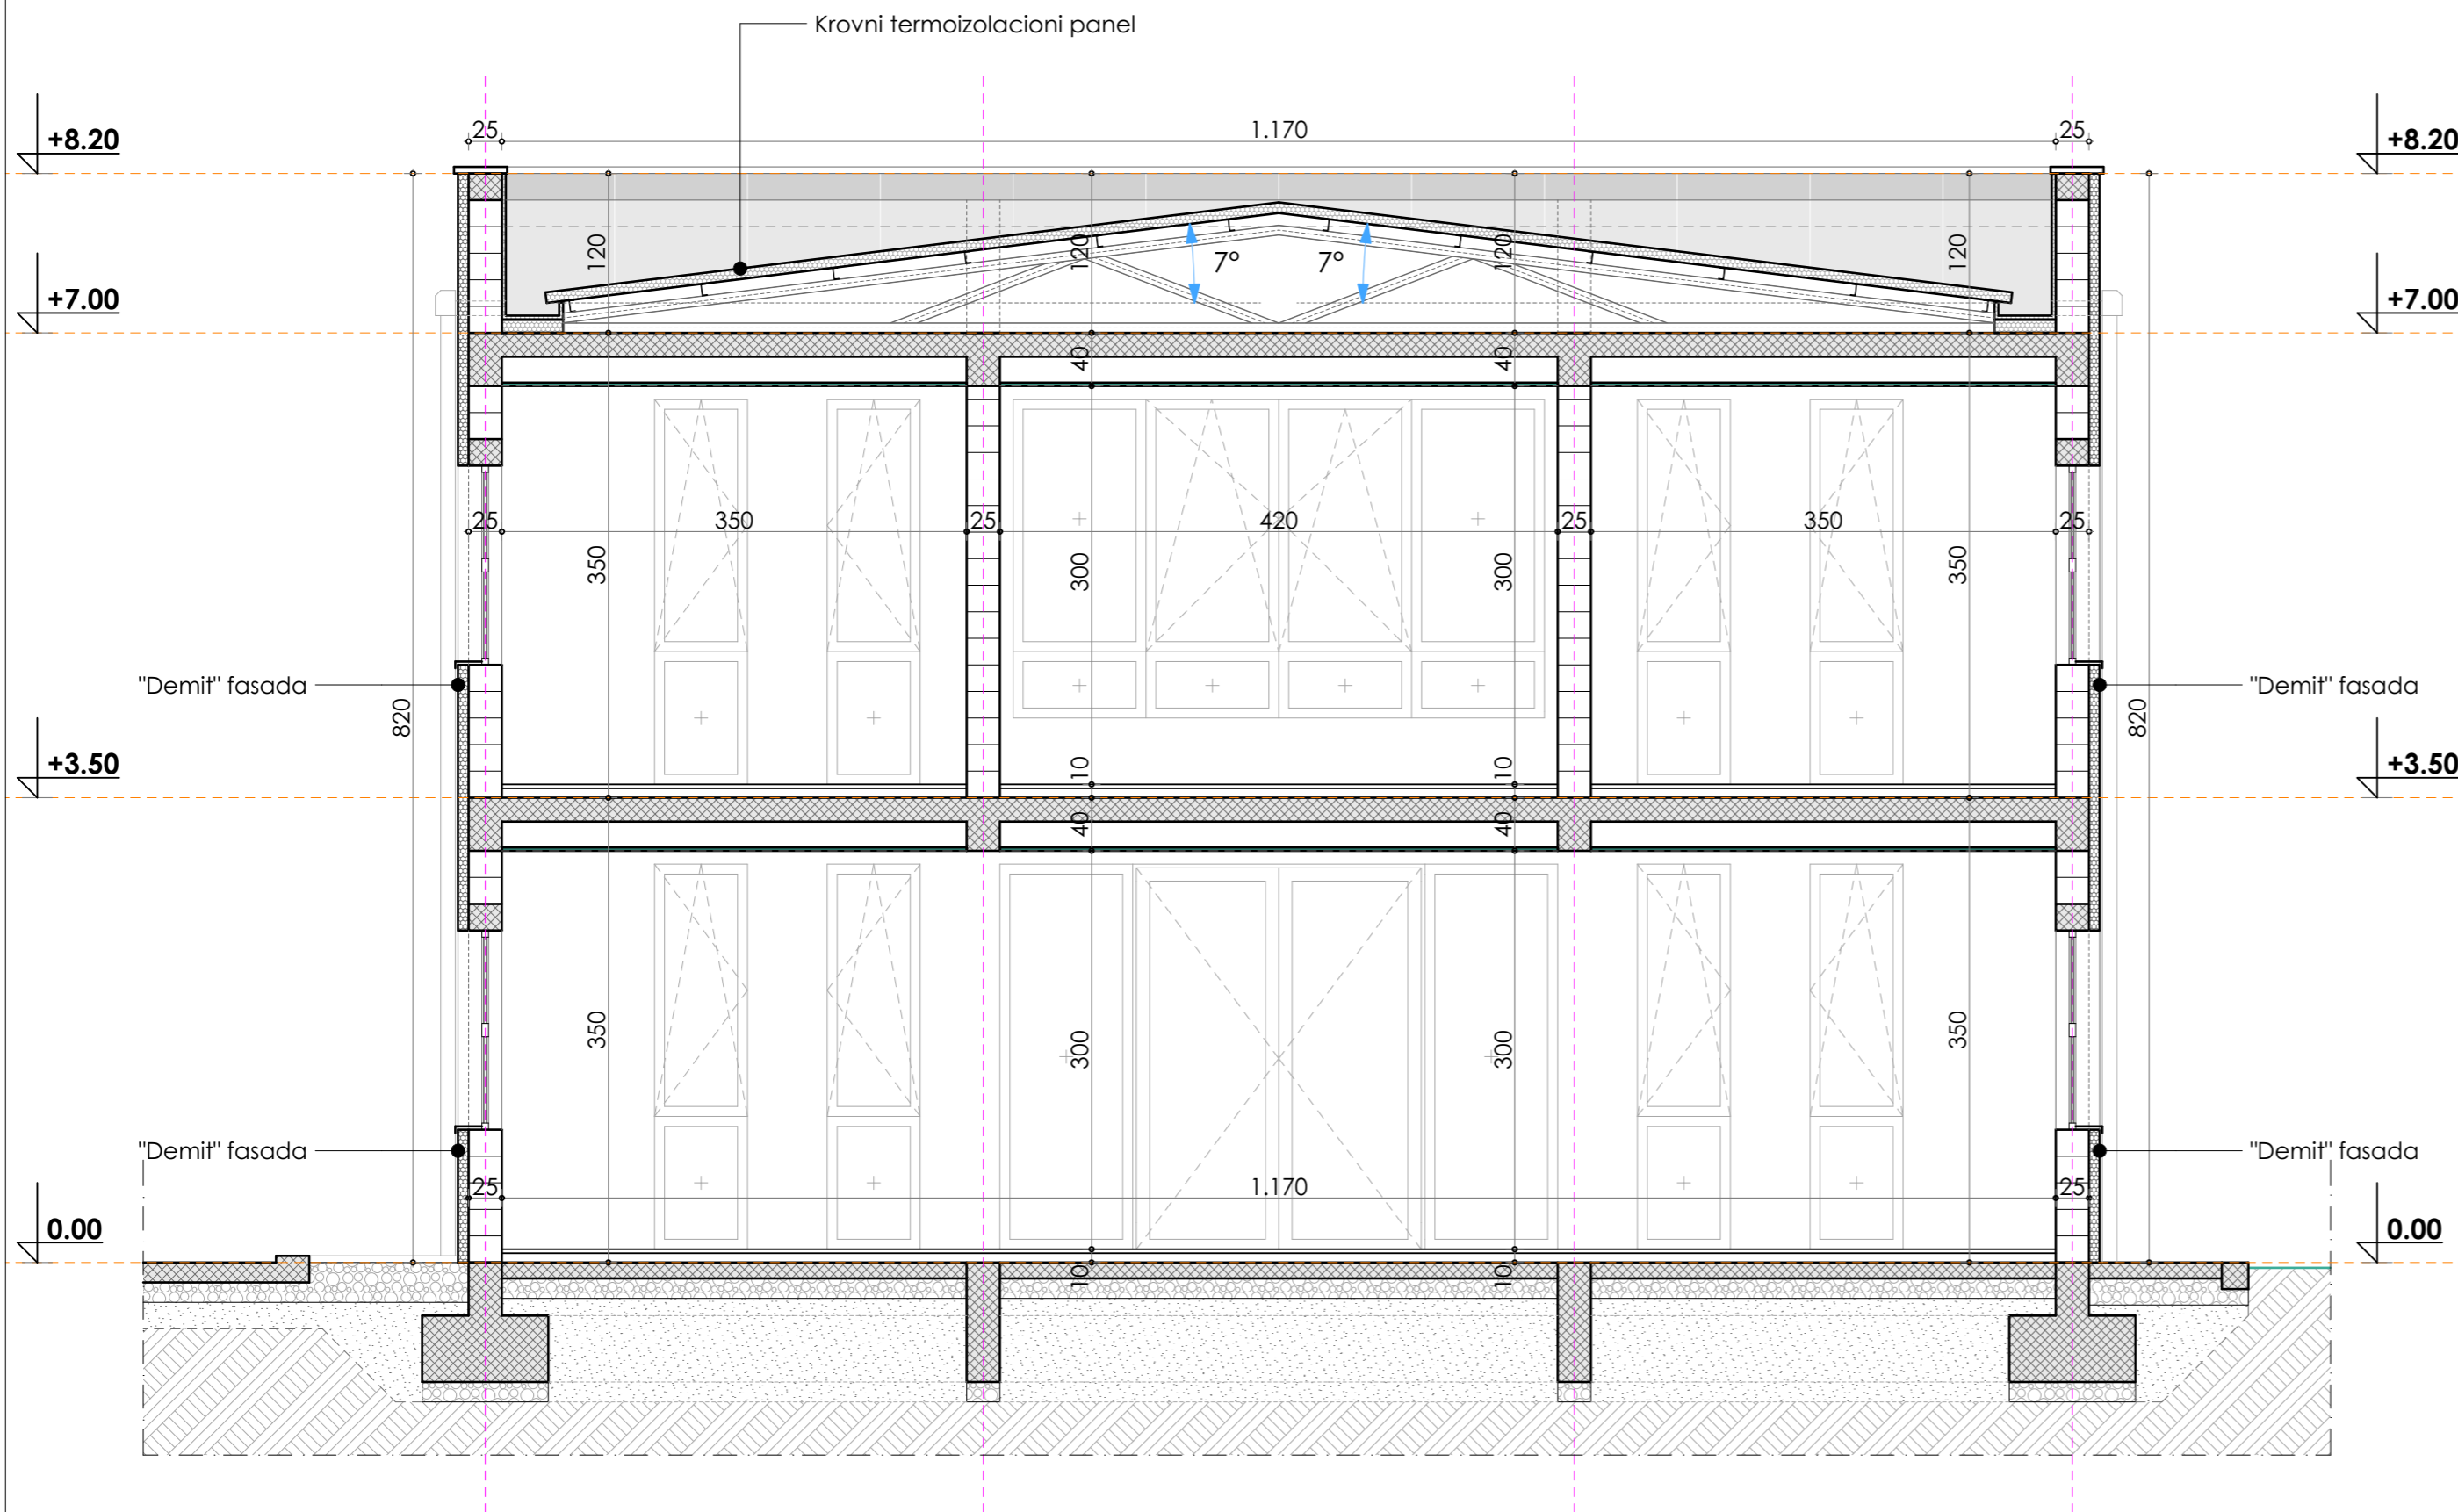 Krovni termoizolacioni panel
25 1.170 25
+8.20 +8.20
120 120 7° 7° 120 120
+7.00 +7.00
40 40
25 350 25 420 25 350 25
350 300 300 350
"Demit" fasada "Demit" fasada
820 820
+3.50 10 10 +3.50
40 40
350 300 300 350
"Demit" fasada "Demit" fasada
25 1.170 25
0.00 0.00
10 10